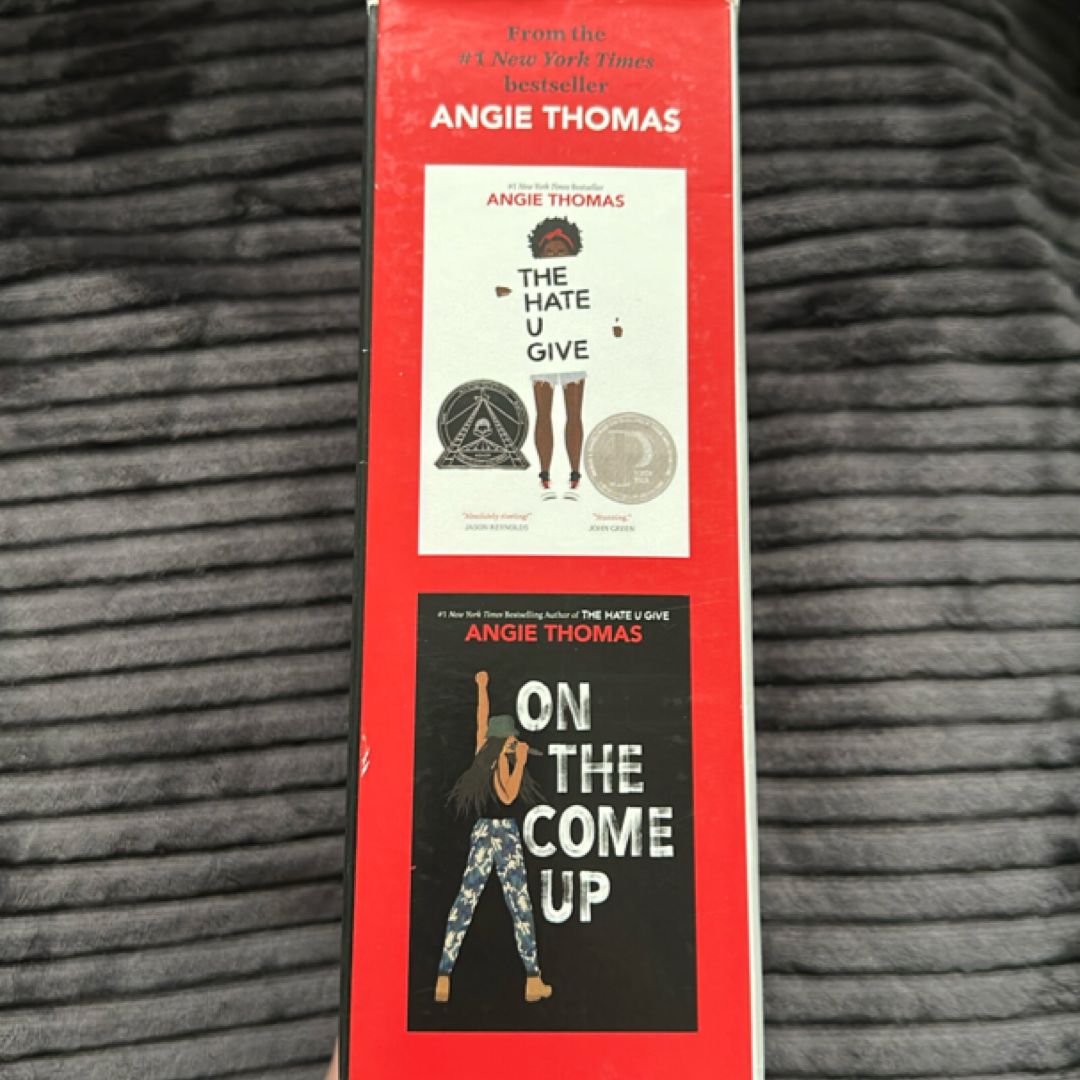 From the
#1 New York Times
bestseller
ANGIE THOMAS
#1 New York Times bestseller
ANGIE THOMAS
THE
HATE
U
GIVE
"Absolutely riveting!"
JASON REYNOLDS
"Stunning."
JOHN GREEN
#1 New York Times Bestselling Author of THE HATE U GIVE
ANGIE THOMAS
ON
THE
COME
UP